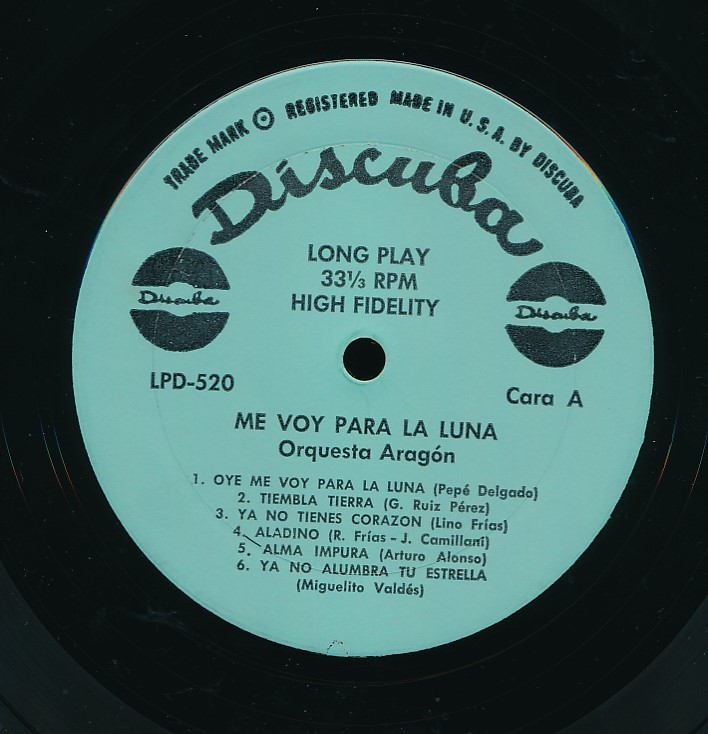 TRADE MARK ⊙ REGISTERED MADE IN U.S.A. BY DISCUBA
Discuba
LONG PLAY
33⅓ RPM
HIGH FIDELITY
Discuba
Discuba
LPD-520
Cara A
ME VOY PARA LA LUNA
Orquesta Aragón
1. OYE ME VOY PARA LA LUNA (Pepé Delgado)
2. TIEMBLA TIERRA (G. Ruiz Pérez)
3. YA NO TIENES CORAZON (Lino Frías)
4. ALADINO (R. Frías - J. Camillani)
5. ALMA IMPURA (Arturo Alonso)
6. YA NO ALUMBRA TU ESTRELLA
(Miguelito Valdés)